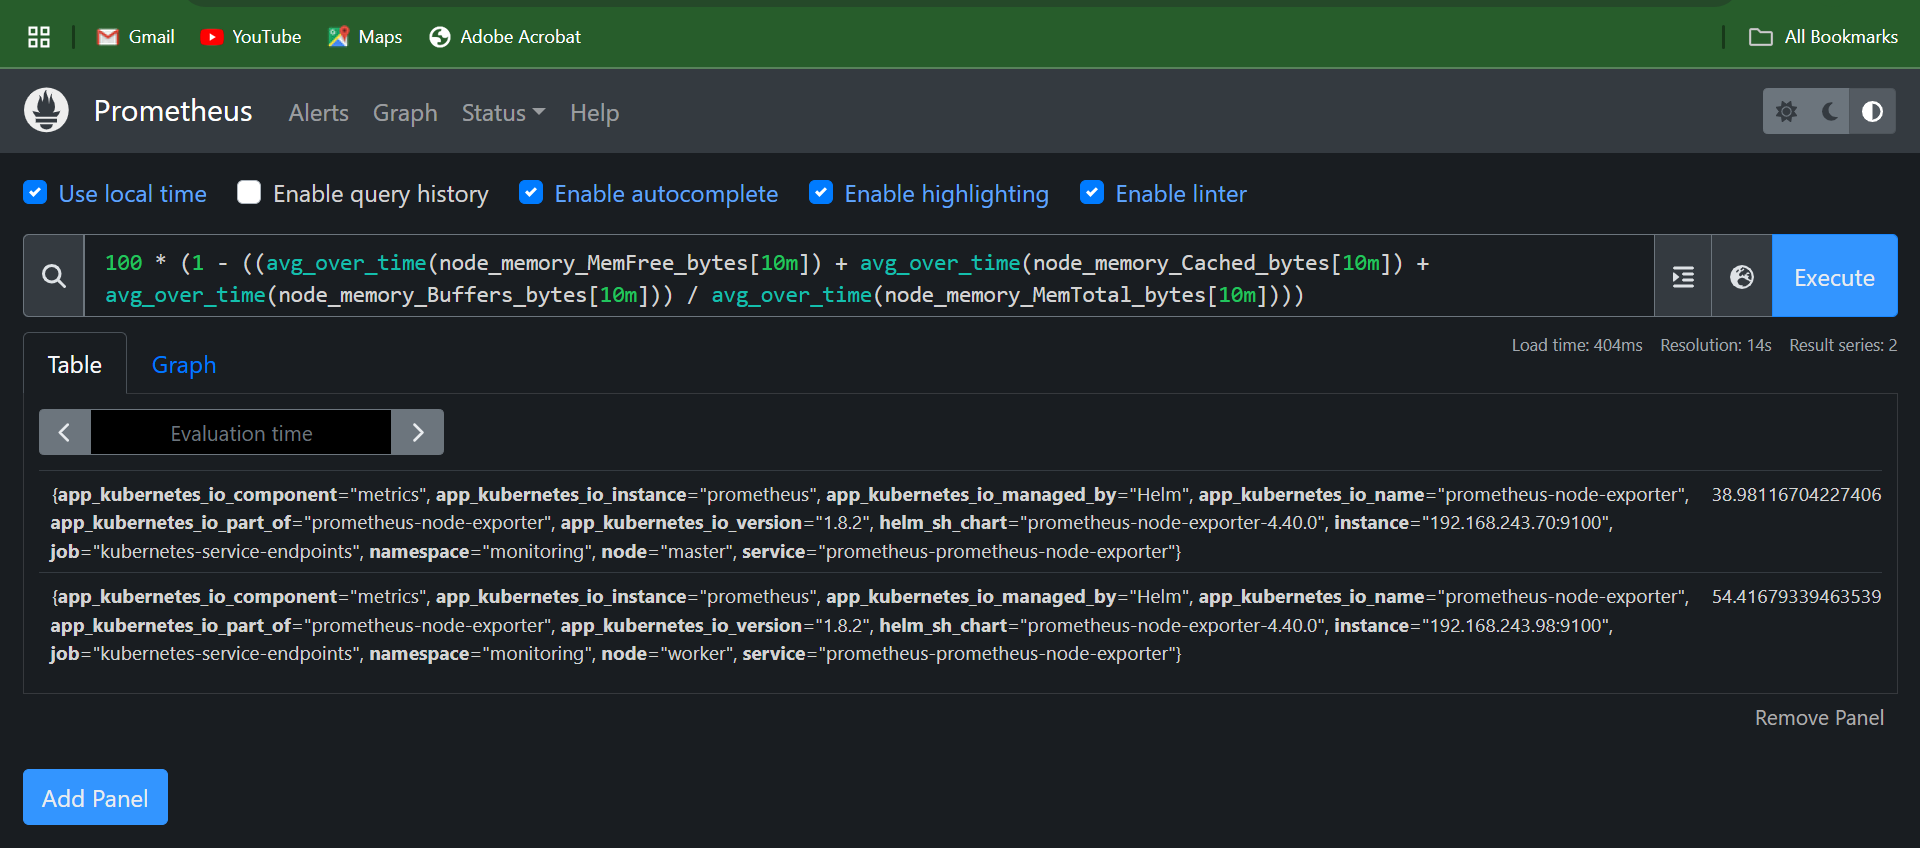 Gmail YouTube Maps Adobe Acrobat All Bookmarks
Prometheus Alerts Graph Status Help
Use local time Enable query history Enable autocomplete Enable highlighting Enable linter
100 * (1 - ((avg_over_time(node_memory_MemFree_bytes[10m]) + avg_over_time(node_memory_Cached_bytes[10m]) +
avg_over_time(node_memory_Buffers_bytes[10m])) / avg_over_time(node_memory_MemTotal_bytes[10m])))
Execute
Load time: 404ms Resolution: 14s Result series: 2
Table Graph
Evaluation time
{app_kubernetes_io_component="metrics", app_kubernetes_io_instance="prometheus", app_kubernetes_io_managed_by="Helm", app_kubernetes_io_name="prometheus-node-exporter", 38.98116704227406
app_kubernetes_io_part_of="prometheus-node-exporter", app_kubernetes_io_version="1.8.2", helm_sh_chart="prometheus-node-exporter-4.40.0", instance="192.168.243.70:9100",
job="kubernetes-service-endpoints", namespace="monitoring", node="master", service="prometheus-prometheus-node-exporter"}
{app_kubernetes_io_component="metrics", app_kubernetes_io_instance="prometheus", app_kubernetes_io_managed_by="Helm", app_kubernetes_io_name="prometheus-node-exporter", 54.41679339463539
app_kubernetes_io_part_of="prometheus-node-exporter", app_kubernetes_io_version="1.8.2", helm_sh_chart="prometheus-node-exporter-4.40.0", instance="192.168.243.98:9100",
job="kubernetes-service-endpoints", namespace="monitoring", node="worker", service="prometheus-prometheus-node-exporter"}
Remove Panel
Add Panel